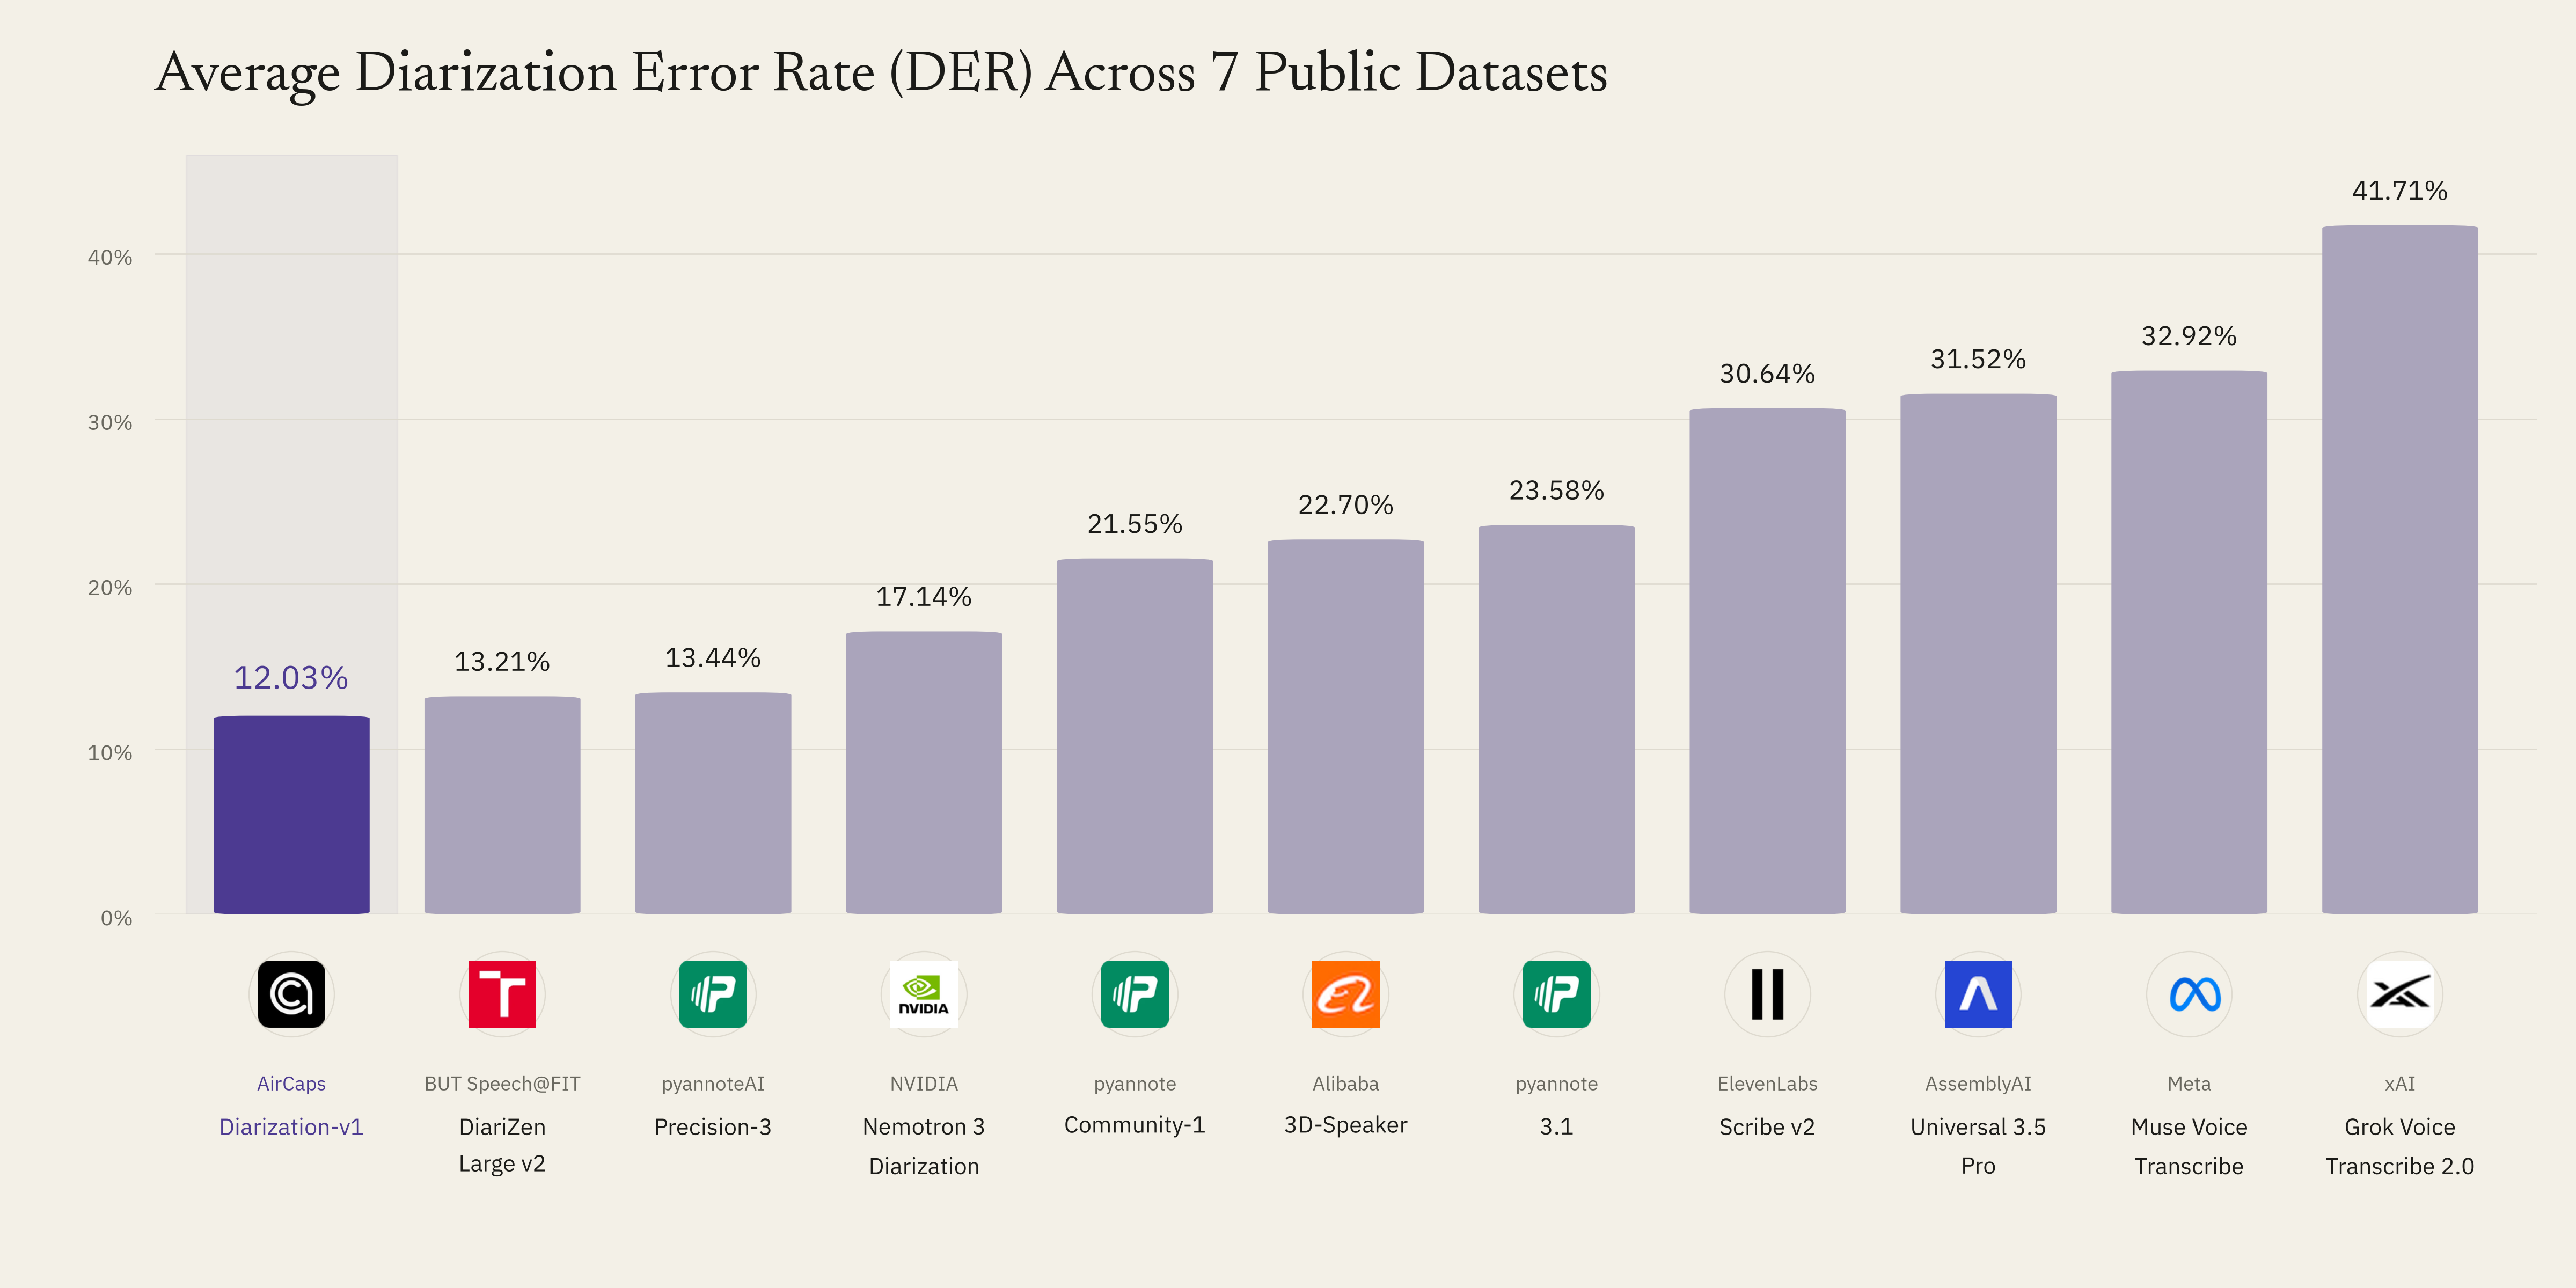 Average Diarization Error Rate (DER) Across 7 Public Datasets
41.71%
40%
32.92%
31.52%
30.64%
30%
23.58%
22.70%
21.55%
20%
17.14%
13.44%
13.21%
12.03%
10%
0%
NVIDIA
AirCaps
BUT Speech@FIT
pyannoteAI
NVIDIA
pyannote
Alibaba
pyannote
ElevenLabs
AssemblyAI
Meta
xAI
Diarization-v1
DiariZen
Large v2
Precision-3
Nemotron 3
Diarization
Community-1
3D-Speaker
3.1
Scribe v2
Universal 3.5
Pro
Muse Voice
Transcribe
Grok Voice
Transcribe 2.0